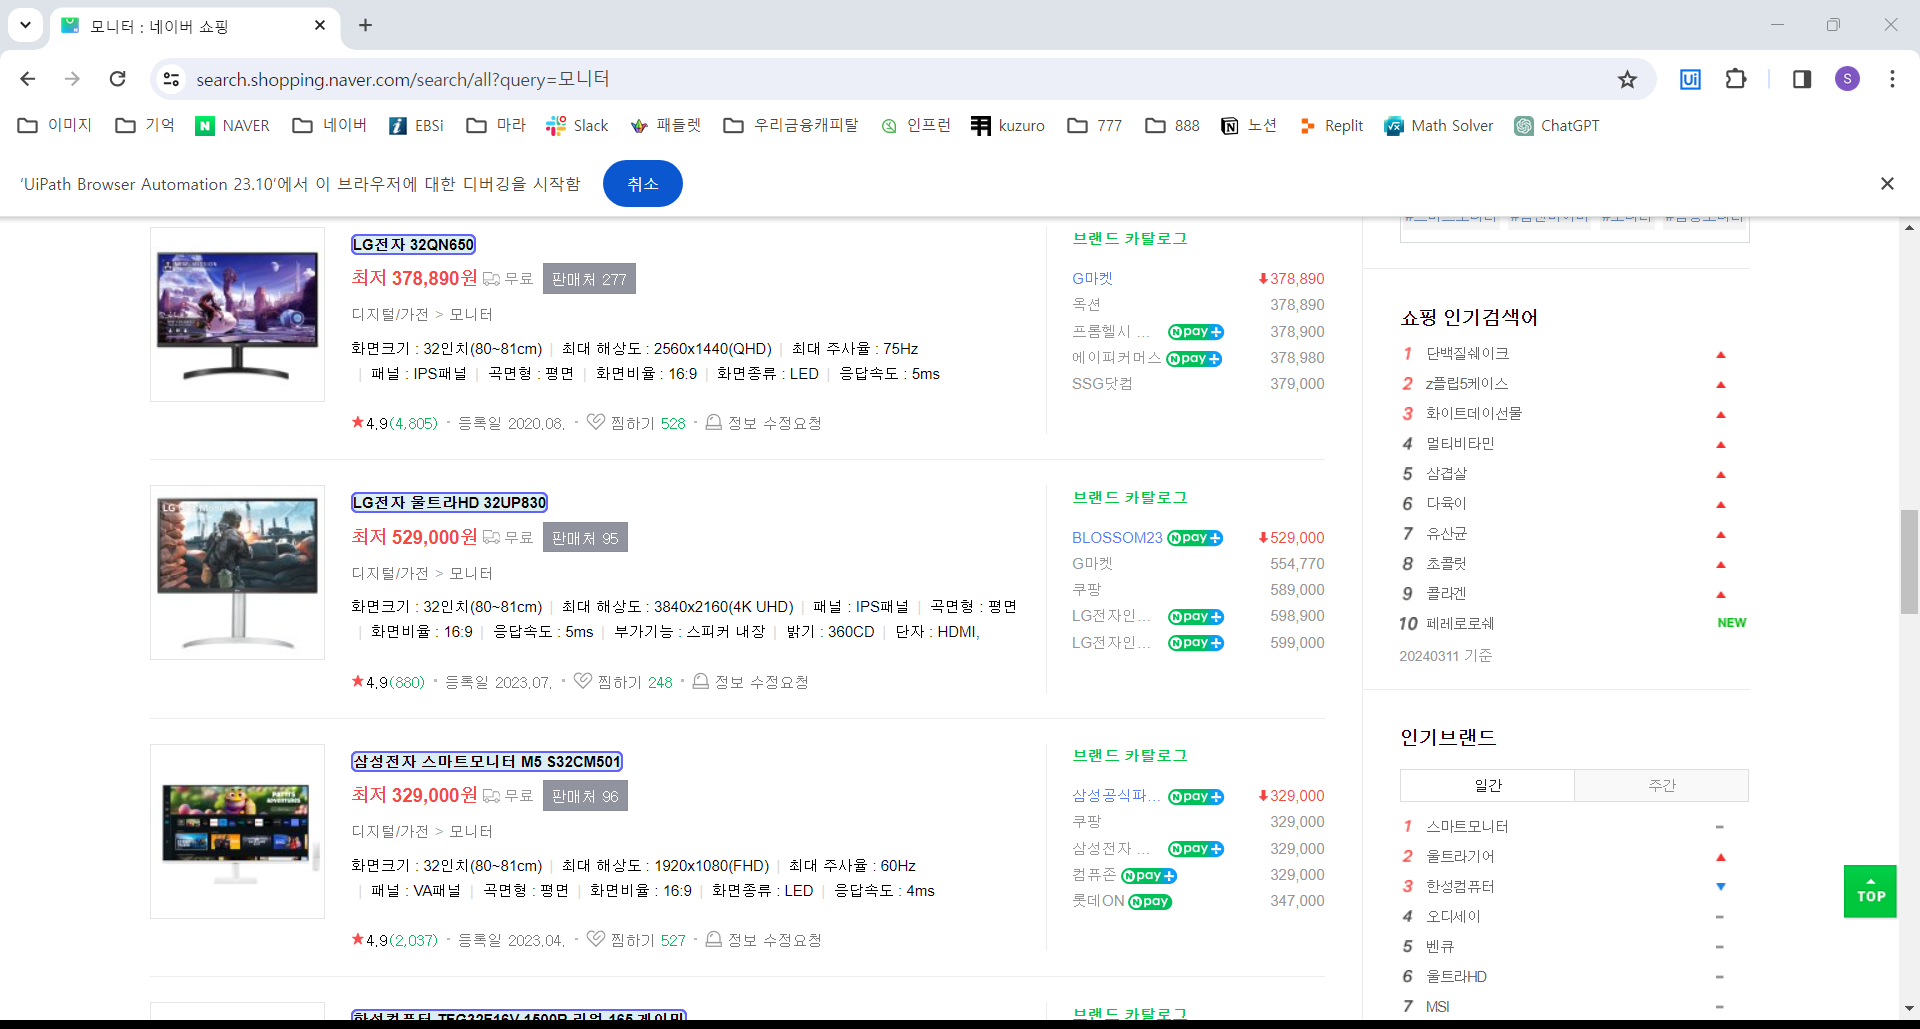 모니터 : 네이버 쇼핑
search.shopping.naver.com/search/all?query=모니터
Ui
S
이미지
기억
NAVER
네이버
EBSi
마라
Slack
패들렛
우리금융캐피탈
인프런
kuzuro
777
888
노션
Replit
Math Solver
ChatGPT
'UiPath Browser Automation 23.10'에서 이 브라우저에 대한 디버깅을 시작함
취소
LG전자 32QN650
최저 378,890원 무료 판매처 277
디지털/가전 > 모니터
화면크기 : 32인치(80~81cm) | 최대 해상도 : 2560x1440(QHD) | 최대 주사율 : 75Hz
| 패널 : IPS패널 | 곡면형 : 평면 | 화면비율 : 16:9 | 화면종류 : LED | 응답속도 : 5ms
★4.9(4,805) · 등록일 2020.08. · 찜하기 528 · 정보 수정요청
브랜드 카탈로그
G마켓 378,890
옥션 378,890
프롬헬시 ... N pay+ 378,900
에이피커머스 N pay+ 378,980
SSG닷컴 379,000
LG전자 울트라HD 32UP830
최저 529,000원 무료 판매처 95
디지털/가전 > 모니터
화면크기 : 32인치(80~81cm) | 최대 해상도 : 3840x2160(4K UHD) | 패널 : IPS패널 | 곡면형 : 평면
| 화면비율 : 16:9 | 응답속도 : 5ms | 부가기능 : 스피커 내장 | 밝기 : 360CD | 단자 : HDMI,
★4.9(880) · 등록일 2023.07. · 찜하기 248 · 정보 수정요청
브랜드 카탈로그
BLOSSOM23 N pay+ 529,000
G마켓 554,770
쿠팡 589,000
LG전자인... N pay+ 598,900
LG전자인... N pay+ 599,000
삼성전자 스마트모니터 M5 S32CM501
최저 329,000원 무료 판매처 96
디지털/가전 > 모니터
화면크기 : 32인치(80~81cm) | 최대 해상도 : 1920x1080(FHD) | 최대 주사율 : 60Hz
| 패널 : VA패널 | 곡면형 : 평면 | 화면비율 : 16:9 | 화면종류 : LED | 응답속도 : 4ms
★4.9(2,037) · 등록일 2023.04. · 찜하기 527 · 정보 수정요청
브랜드 카탈로그
삼성공식파... N pay+ 329,000
쿠팡 329,000
삼성전자 ... N pay+ 329,000
컴퓨존 N pay+ 329,000
롯데ON N pay 347,000
한성컴퓨터 TFG32F16V 1500R 리얼 165 게이밍
브랜드 카탈로그
쇼핑 인기검색어
1 단백질쉐이크
2 z플립5케이스
3 화이트데이선물
4 멀티비타민
5 삼겹살
6 다육이
7 유산균
8 초콜릿
9 콜라겐
10 페레로로쉐 NEW
20240311 기준
인기브랜드
일간 주간
1 스마트모니터
2 울트라기어
3 한성컴퓨터
4 오디세이
5 벤큐
6 울트라HD
7 MSI
TOP